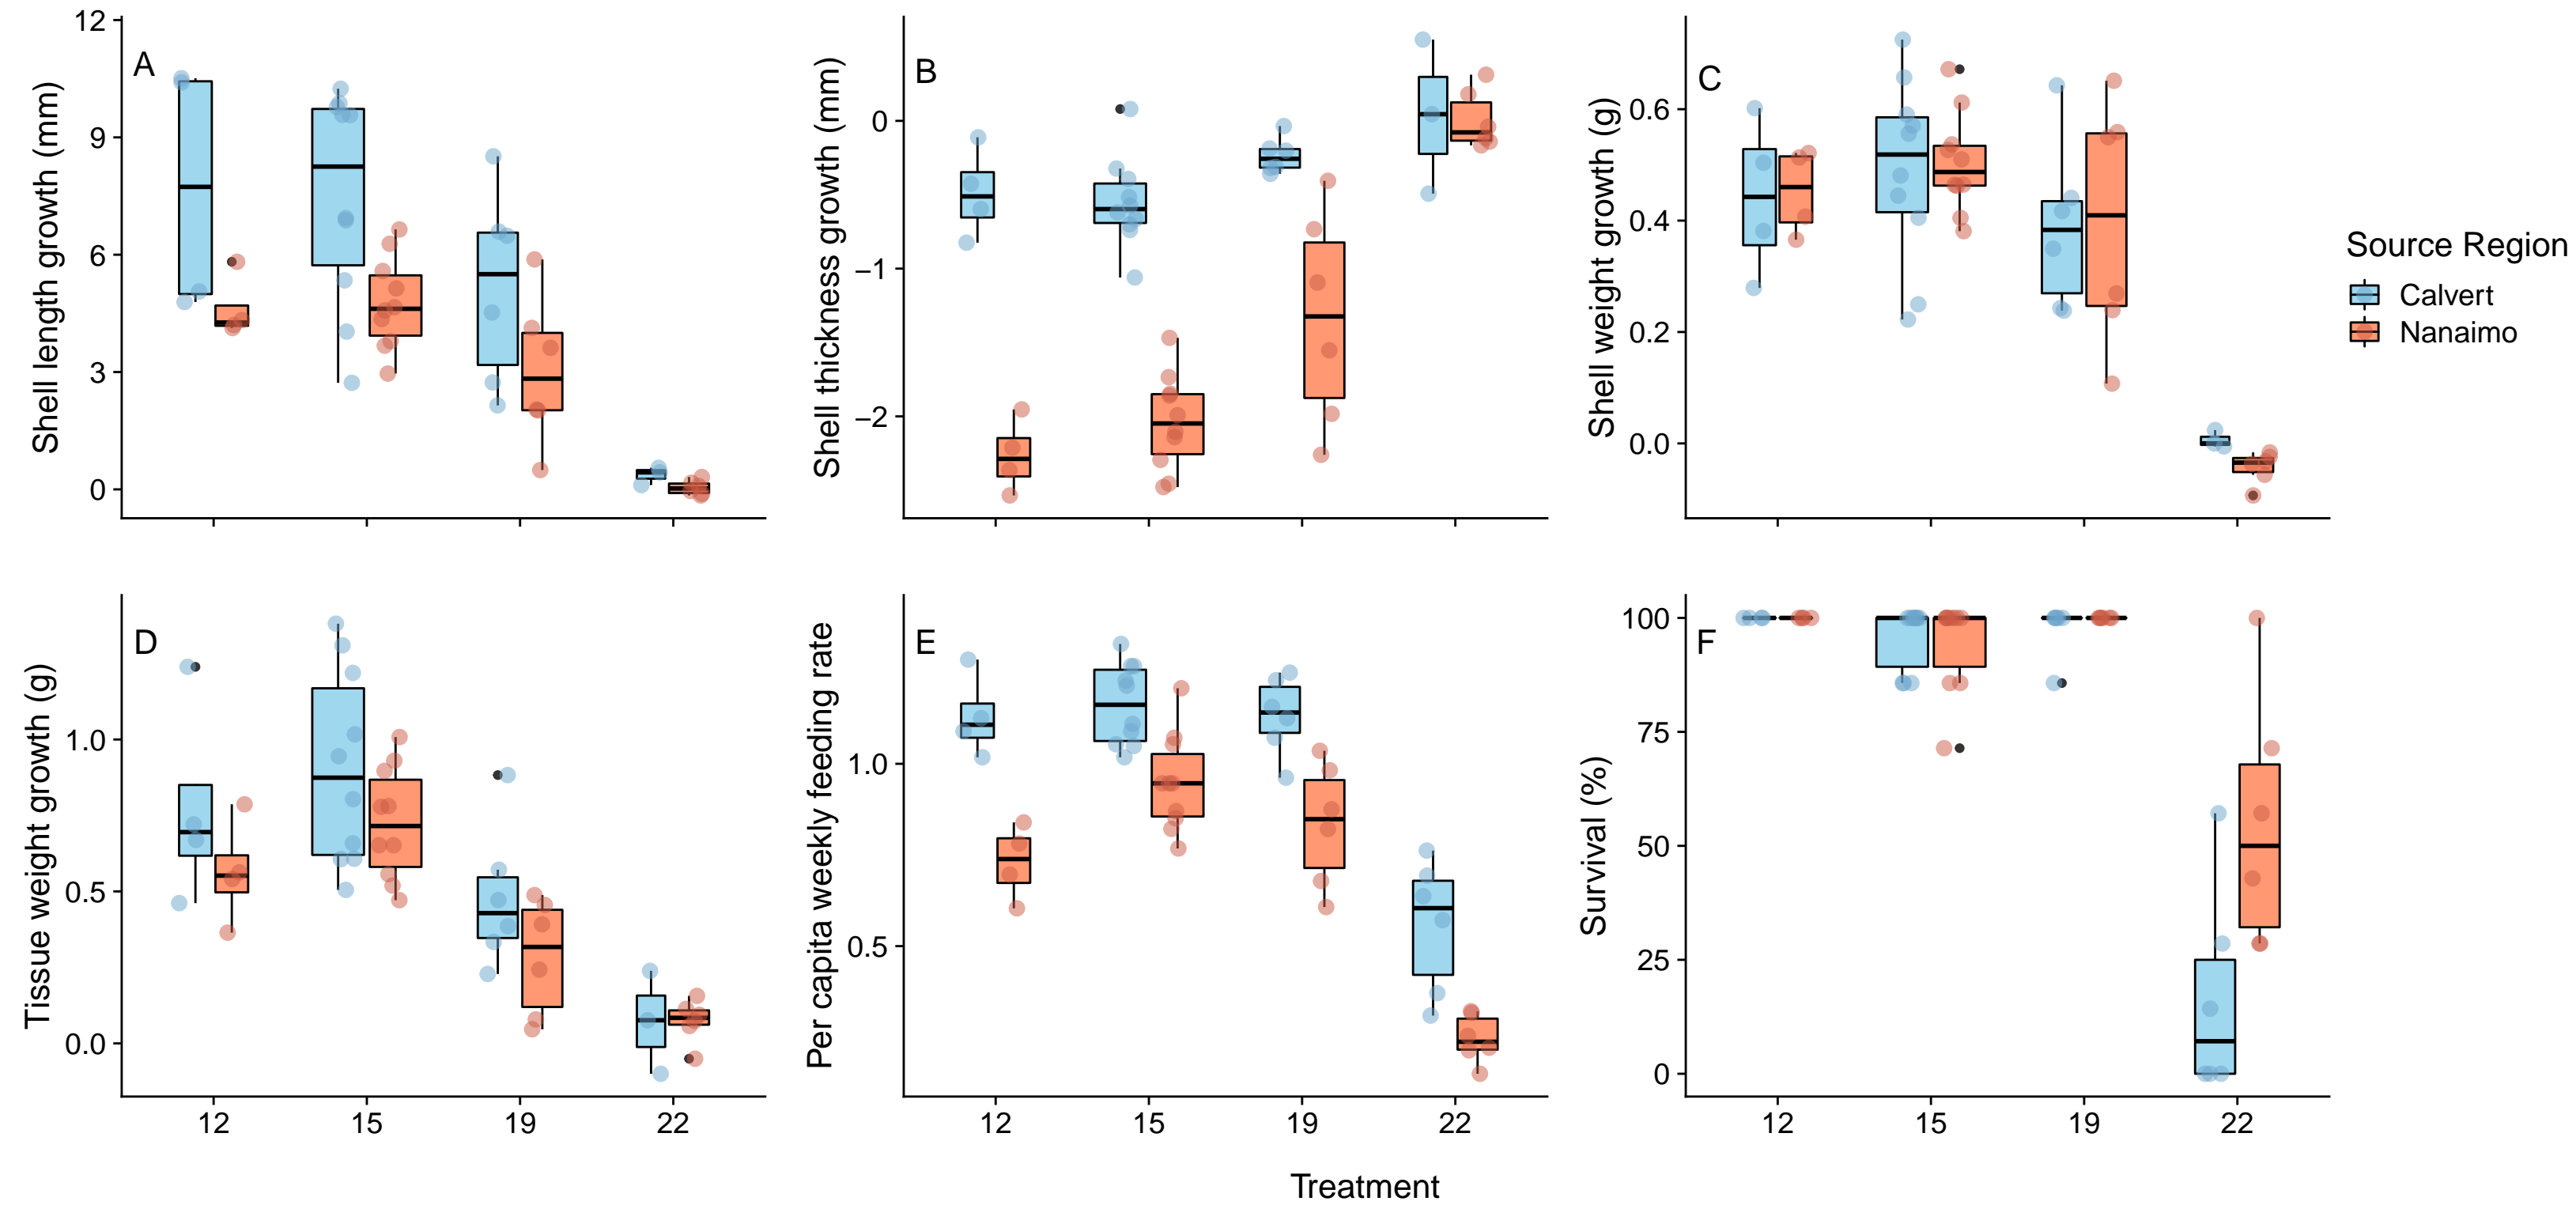 A
Shell length growth (mm)
12
9
6
3
0
B
Shell thickness growth (mm)
0
−1
−2
C
Shell weight growth (g)
0.6
0.4
0.2
0.0
Source Region
Calvert
Nanaimo
D
Tissue weight growth (g)
1.0
0.5
0.0
12 15 19 22
E
Per capita weekly feeding rate
1.0
0.5
12 15 19 22
F
Survival (%)
100
75
50
25
0
12 15 19 22
Treatment